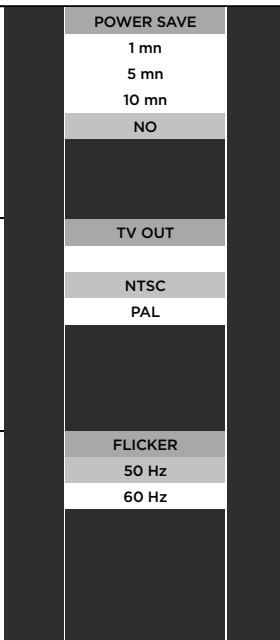 POWER SAVE
1 mn
5 mn
10 mn
NO
TV OUT
NTSC
PAL
FLICKER
50 Hz
60 Hz